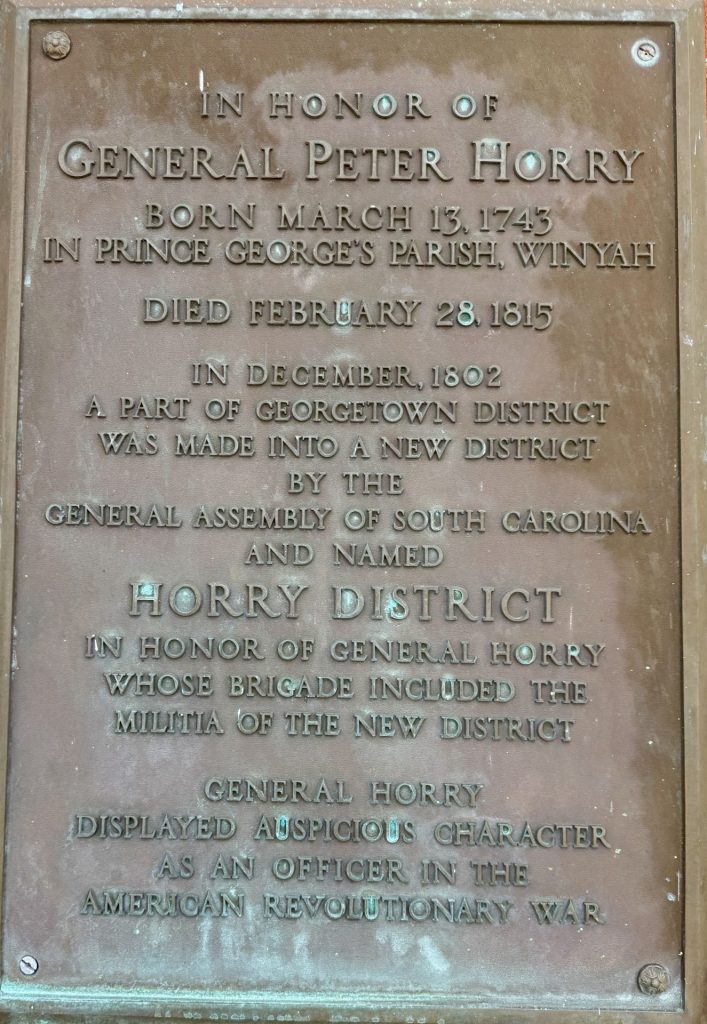 IN HONOR OF
GENERAL PETER HORRY
BORN MARCH 13, 1743
IN PRINCE GEORGE'S PARISH, WINYAH
DIED FEBRUARY 28, 1815
IN DECEMBER, 1802
A PART OF GEORGETOWN DISTRICT
WAS MADE INTO A NEW DISTRICT
BY THE
GENERAL ASSEMBLY OF SOUTH CAROLINA
AND NAMED
HORRY DISTRICT
IN HONOR OF GENERAL HORRY
WHOSE BRIGADE INCLUDED THE
MILITIA OF THE NEW DISTRICT
GENERAL HORRY
DISPLAYED AUSPICIOUS CHARACTER
AS AN OFFICER IN THE
AMERICAN REVOLUTIONARY WAR